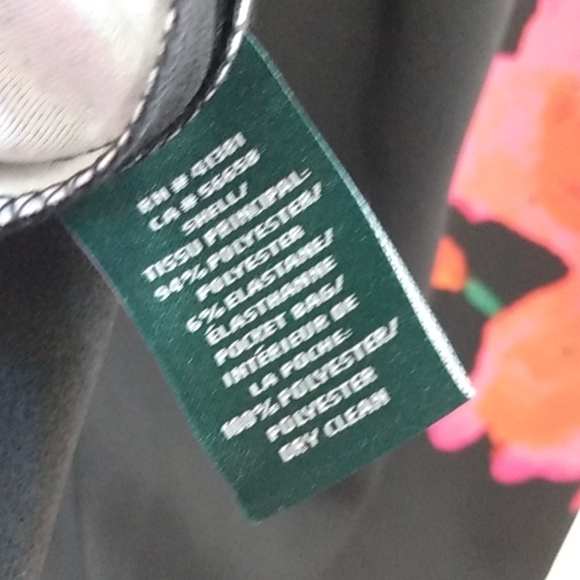 RN # 41381
CA # 56850
SHELL/
TISSU PRINCIPAL-
94% POLYESTER/
POLYESTER
6% ELASTANE/
ÉLASTHANNE
POCKET BAG/
INTÉRIEUR DE
LA POCHE-
100% POLYESTER/
POLYESTER
DRY CLEAN